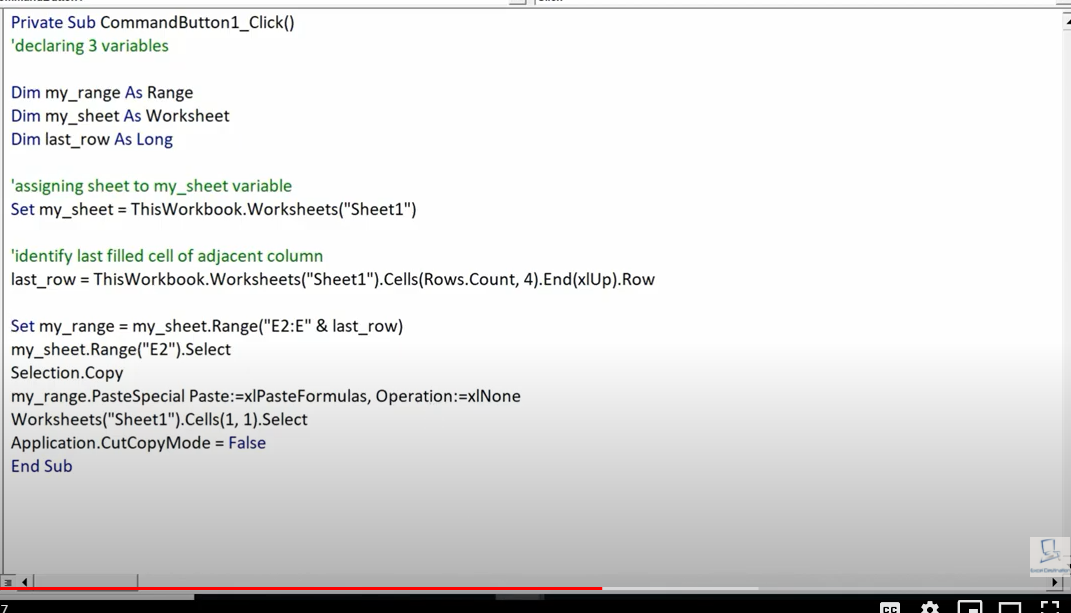 Private Sub CommandButton1_Click()
'declaring 3 variables
Dim my_range As Range
Dim my_sheet As Worksheet
Dim last_row As Long
'assigning sheet to my_sheet variable
Set my_sheet = ThisWorkbook.Worksheets("Sheet1")
'identify last filled cell of adjacent column
last_row = ThisWorkbook.Worksheets("Sheet1").Cells(Rows.Count, 4).End(xlUp).Row
Set my_range = my_sheet.Range("E2:E" & last_row)
my_sheet.Range("E2").Select
Selection.Copy
my_range.PasteSpecial Paste:=xlPasteFormulas, Operation:=xlNone
Worksheets("Sheet1").Cells(1, 1).Select
Application.CutCopyMode = False
End Sub
7
CC